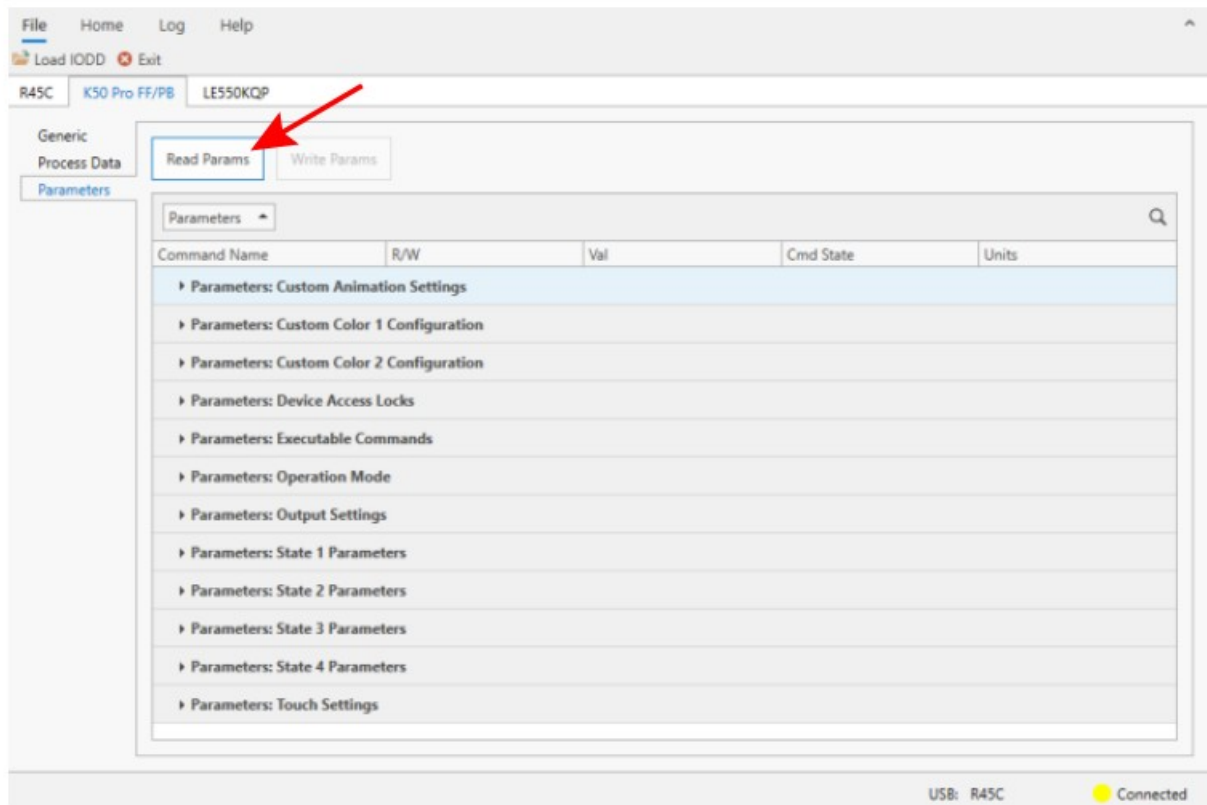 File Home Log Help
Load IODD Exit
R45C K50 Pro FF/PB LE550KQP
Generic
Process Data
Parameters
Read Params Write Params
Parameters
Command Name R/W Val Cmd State Units
Parameters: Custom Animation Settings
Parameters: Custom Color 1 Configuration
Parameters: Custom Color 2 Configuration
Parameters: Device Access Locks
Parameters: Executable Commands
Parameters: Operation Mode
Parameters: Output Settings
Parameters: State 1 Parameters
Parameters: State 2 Parameters
Parameters: State 3 Parameters
Parameters: State 4 Parameters
Parameters: Touch Settings
USB: R45C Connected